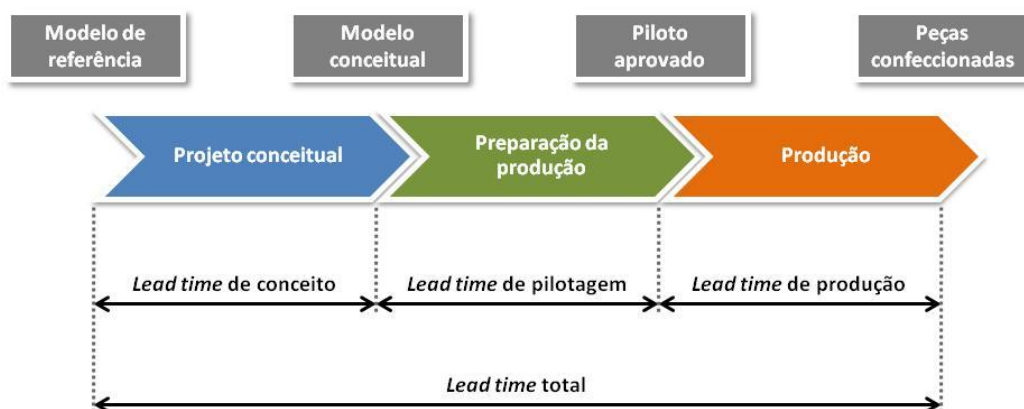 Modelo de
referência
Modelo
conceitual
Piloto
aprovado
Peças
confeccionadas
Projeto conceitual
Preparação da
produção
Produção
Lead time de conceito
Lead time de pilotagem
Lead time de produção
Lead time total